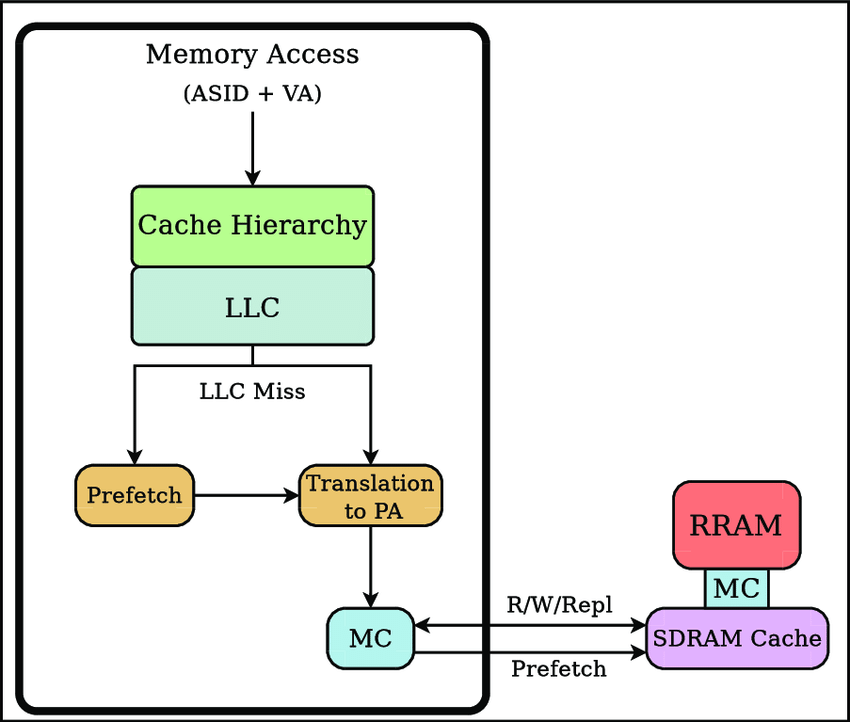 Memory Access
(ASID + VA)
Cache Hierarchy
LLC
LLC Miss
Prefetch
Translation
to PA
MC
R/W/Repl
Prefetch
RRAM
MC
SDRAM Cache